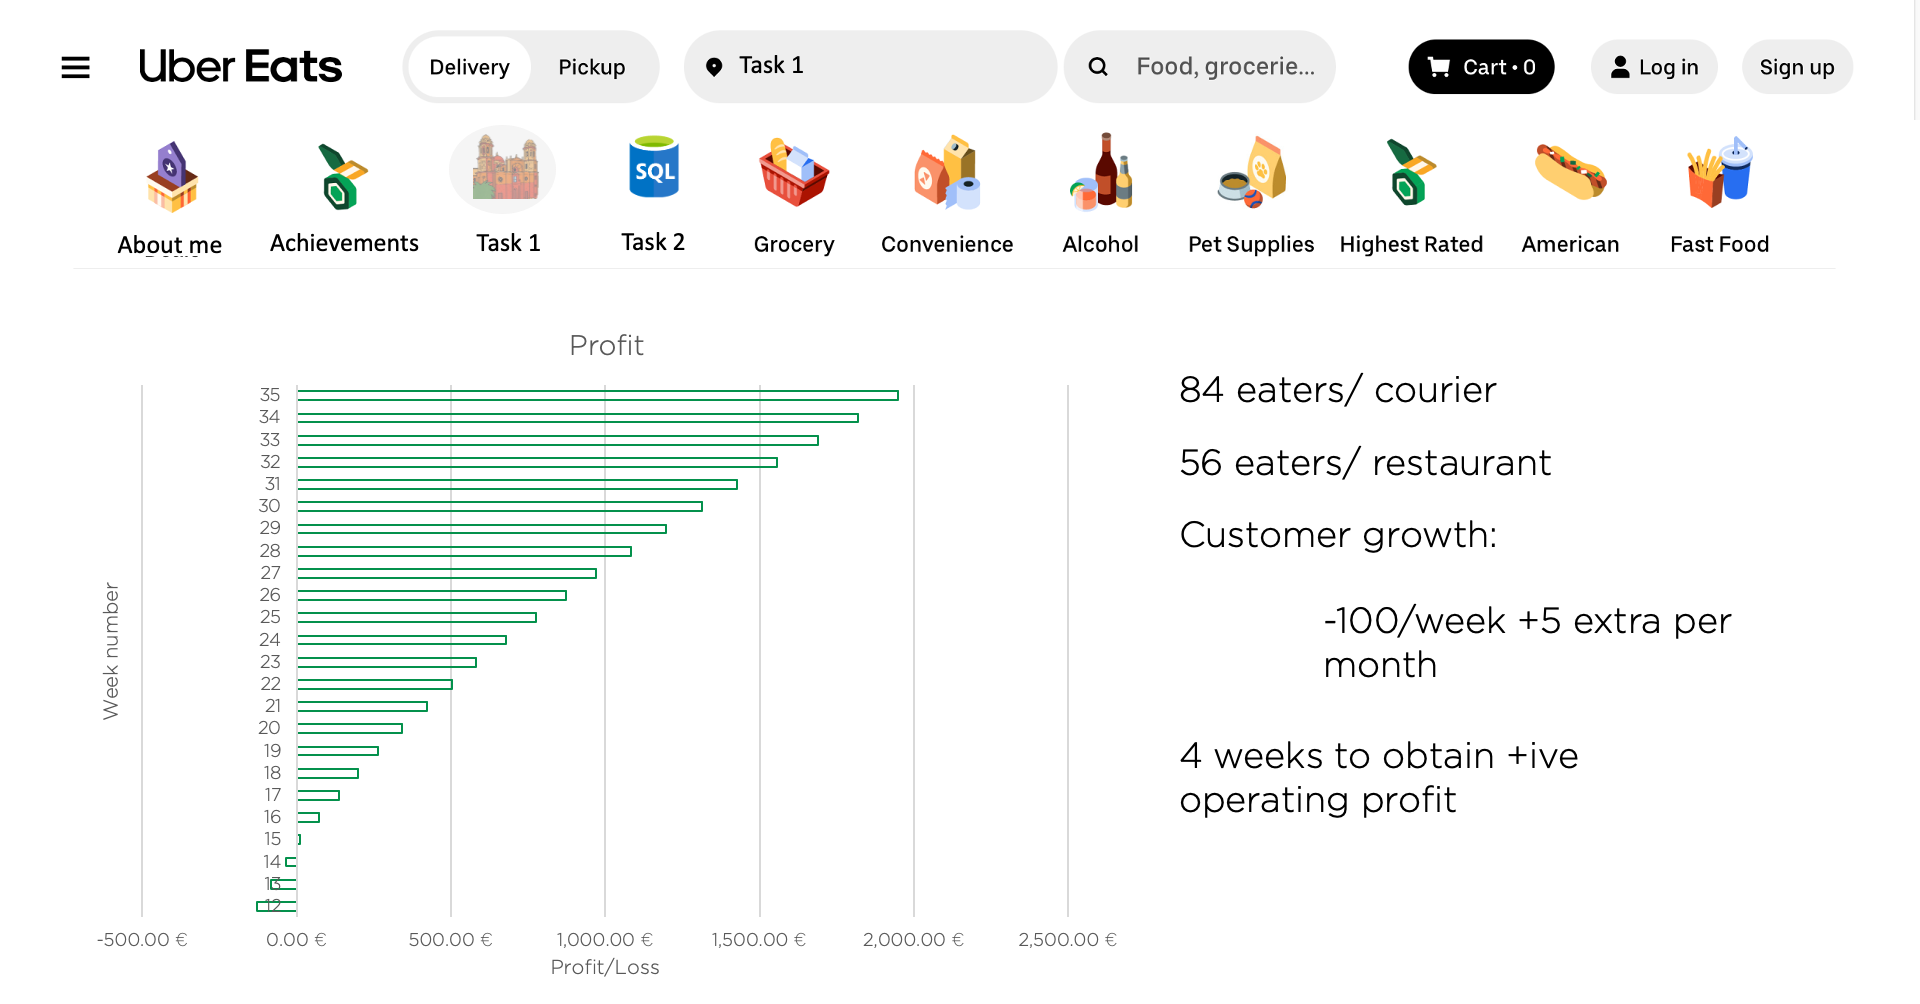 Uber Eats
Delivery
Pickup
Task 1
Food, grocerie...
Cart • 0
Log in
Sign up
SQL
About me
Achievements
Task 1
Task 2
Grocery
Convenience
Alcohol
Pet Supplies
Highest Rated
American
Fast Food
Profit
Week number
35
34
33
32
31
30
29
28
27
26
25
24
23
22
21
20
19
18
17
16
15
14
13
12
-500.00 €
0.00 €
500.00 €
1,000.00 €
1,500.00 €
2,000.00 €
2,500.00 €
Profit/Loss
84 eaters/ courier
56 eaters/ restaurant
Customer growth:
-100/week +5 extra per
month
4 weeks to obtain +ive
operating profit